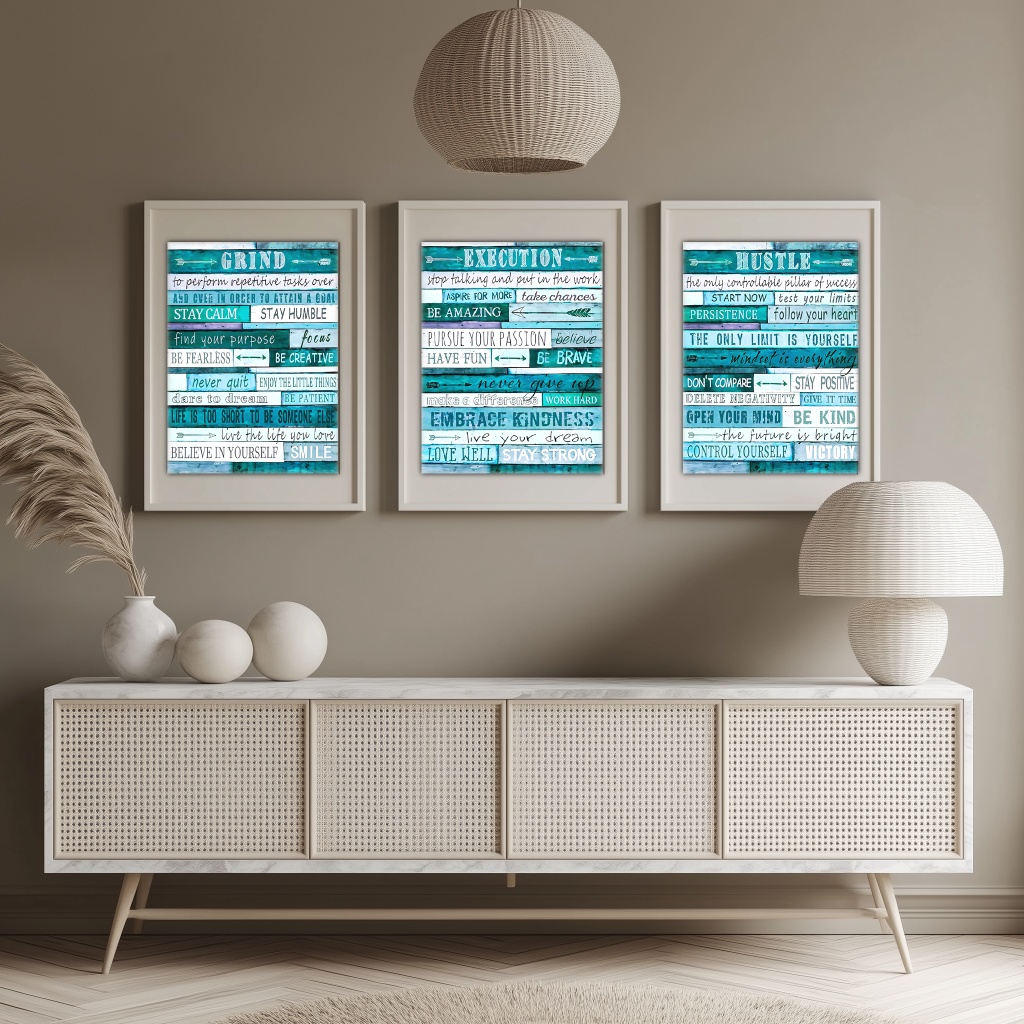 GRIND
to perform repetitive tasks over
AND OVER IN ORDER TO ATTAIN A GOAL
STAY CALM STAY HUMBLE
find your purpose focus
BE FEARLESS BE CREATIVE
never quit ENJOY THE LITTLE THINGS
dare to dream BE PATIENT
LIFE IS TOO SHORT TO BE SOMEONE ELSE
live the life you love
BELIEVE IN YOURSELF SMILE
EXECUTION
stop talking and put in the work
ASPIRE FOR MORE take chances
BE AMAZING
PURSUE YOUR PASSION believe
HAVE FUN BE BRAVE
never give up
make a difference WORK HARD
EMBRACE KINDNESS
live your dream
LOVE WELL STAY STRONG
HUSTLE
the only controllable pillar of success
START NOW test your limits
PERSISTENCE follow your heart
THE ONLY LIMIT IS YOURSELF
mindset is everything
DON'T COMPARE STAY POSITIVE
DELETE NEGATIVITY GIVE IT TIME
OPEN YOUR MIND BE KIND
the future is bright
CONTROL YOURSELF VICTORY